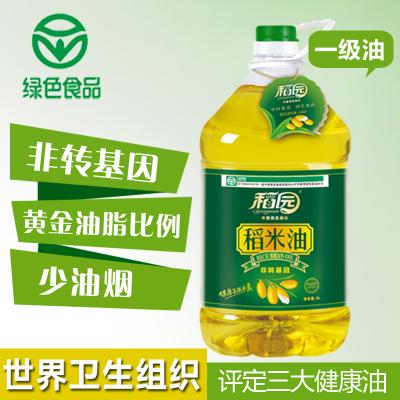 绿色食品
一级油
非转基因
黄金油脂比例
少油烟
稻园
稻园
稻米油
RICE BRAN OIL
非转基因
世界卫生组织
评定三大健康油